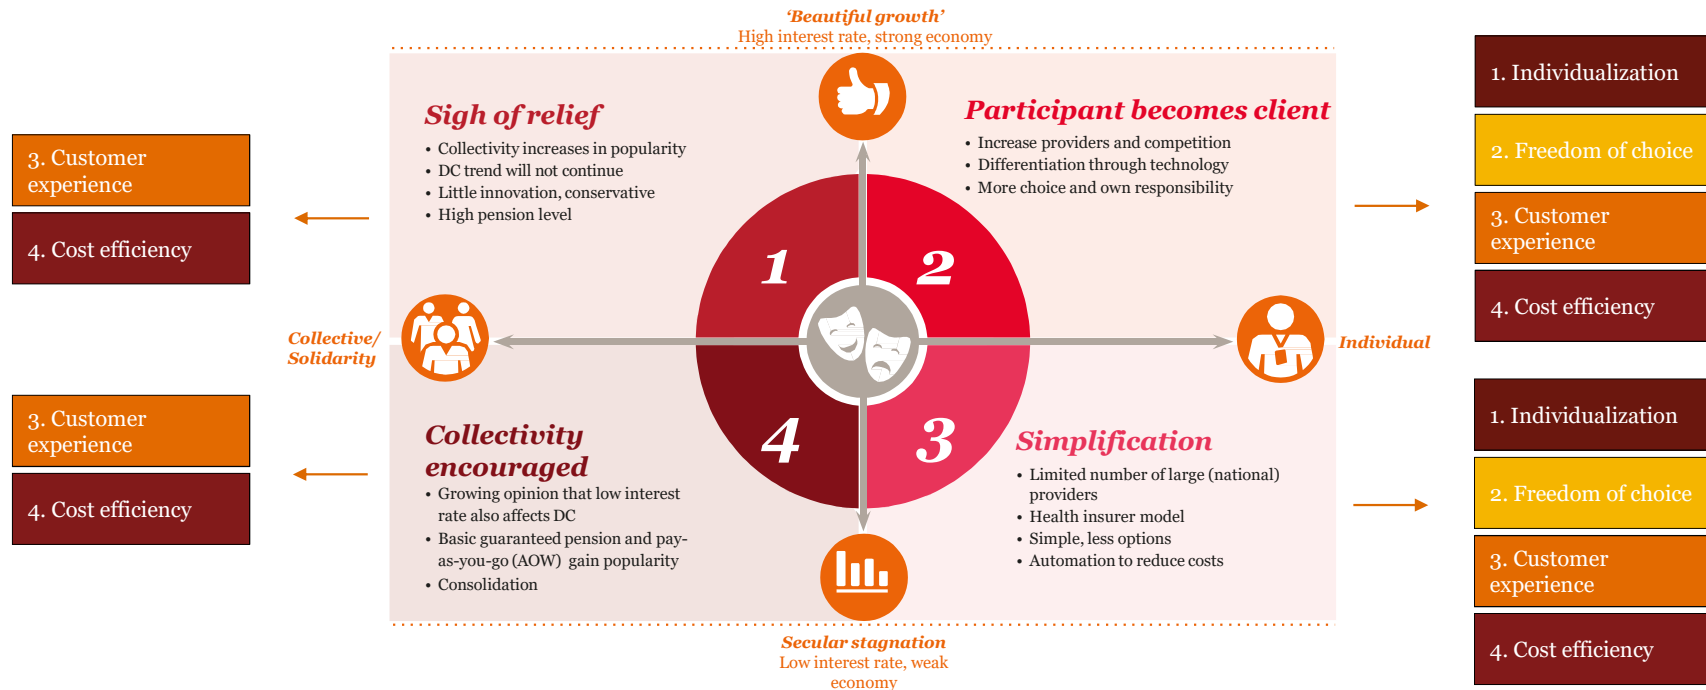 ‘Beautiful growth’
High interest rate, strong economy
3. Customer
experience
4. Cost efficiency
Sigh of relief
• Collectivity increases in popularity
• DC trend will not continue
• Little innovation, conservative
• High pension level
Participant becomes client
• Increase providers and competition
• Differentiation through technology
• More choice and own responsibility
1. Individualization
2. Freedom of choice
3. Customer
experience
4. Cost efficiency
1
2
Collective/
Solidarity
Individual
3. Customer
experience
4. Cost efficiency
4
3
Collectivity
encouraged
• Growing opinion that low interest
rate also affects DC
• Basic guaranteed pension and pay-
as-you-go (AOW) gain popularity
• Consolidation
Simplification
• Limited number of large (national)
providers
• Health insurer model
• Simple, less options
• Automation to reduce costs
1. Individualization
2. Freedom of choice
3. Customer
experience
4. Cost efficiency
Secular stagnation
Low interest rate, weak
economy